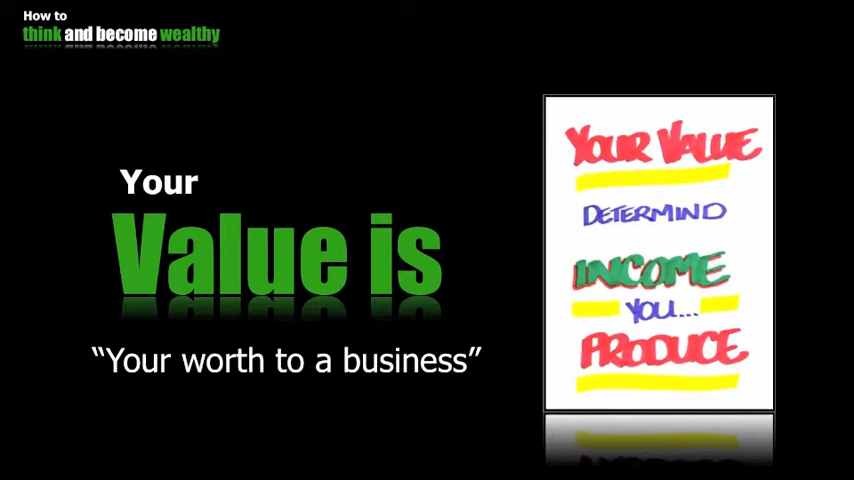 How to
think and become wealthy
Your
Value is
“Your worth to a business”
YOUR VALUE
DETERMIND
INCOME
YOU...
PRODUCE